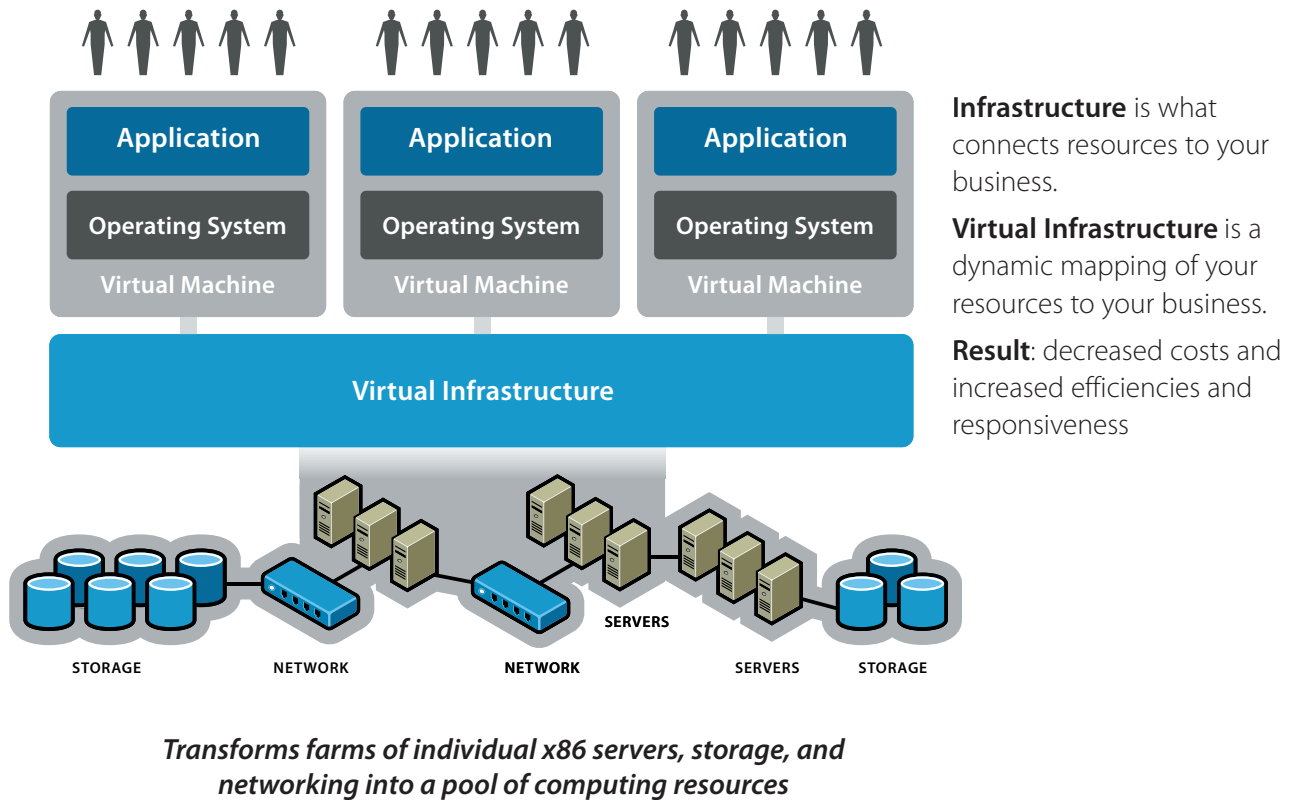 Application
Application
Application
Operating System
Operating System
Operating System
Virtual Machine
Virtual Machine
Virtual Machine
Virtual Infrastructure
Infrastructure is what
connects resources to your
business.
Virtual Infrastructure is a
dynamic mapping of your
resources to your business.
Result: decreased costs and
increased efficiencies and
responsiveness
SERVERS
STORAGE
NETWORK
NETWORK
SERVERS
STORAGE
Transforms farms of individual x86 servers, storage, and
networking into a pool of computing resources